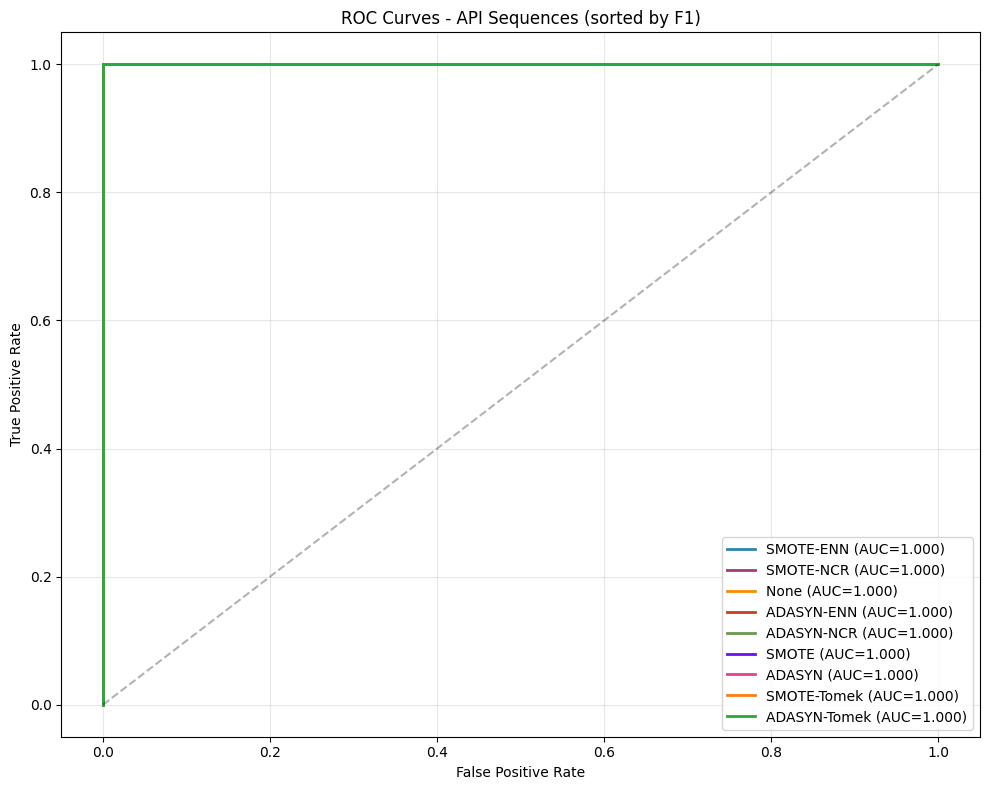 ROC Curves - API Sequences (sorted by F1)
True Positive Rate
1.0
0.8
0.6
0.4
0.2
0.0
SMOTE-ENN (AUC=1.000)
SMOTE-NCR (AUC=1.000)
None (AUC=1.000)
ADASYN-ENN (AUC=1.000)
ADASYN-NCR (AUC=1.000)
SMOTE (AUC=1.000)
ADASYN (AUC=1.000)
SMOTE-Tomek (AUC=1.000)
ADASYN-Tomek (AUC=1.000)
0.0 0.2 0.4 0.6 0.8 1.0
False Positive Rate